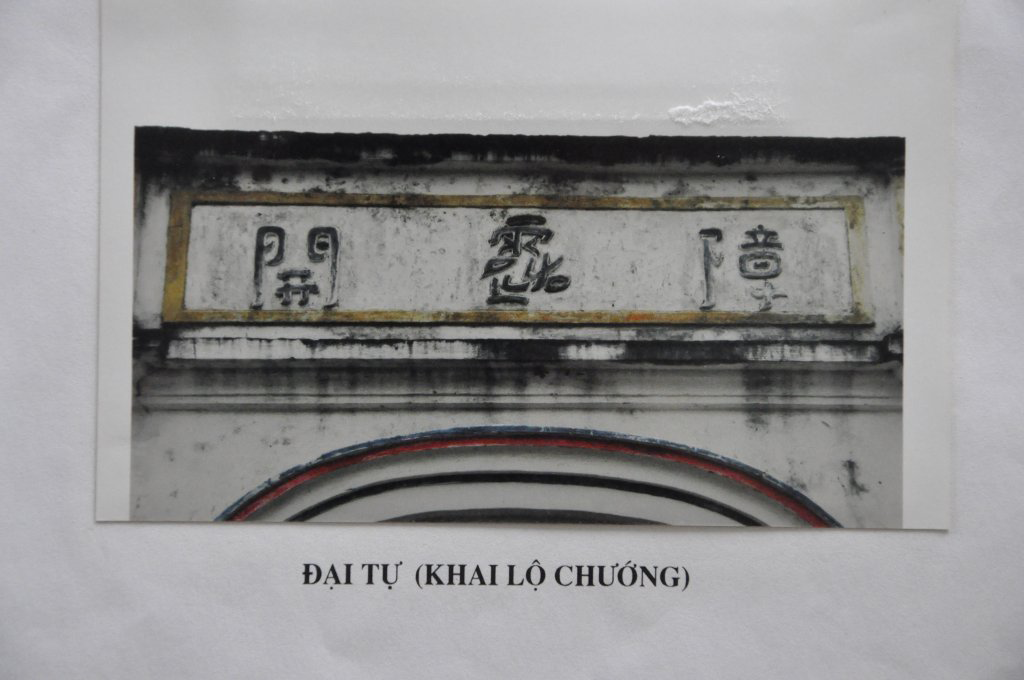 開 露 障
ĐẠI TỰ (KHAI LỘ CHƯỚNG)